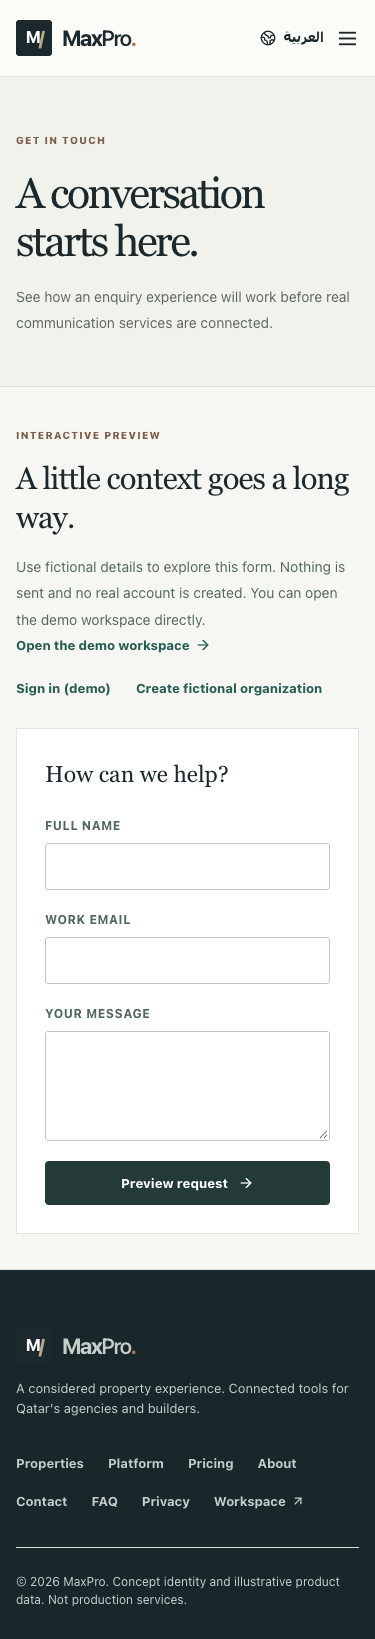 M/ MaxPro.
العربية
GET IN TOUCH
A conversation
starts here.
See how an enquiry experience will work before real
communication services are connected.
INTERACTIVE PREVIEW
A little context goes a long
way.
Use fictional details to explore this form. Nothing is
sent and no real account is created. You can open
the demo workspace directly.
Open the demo workspace →
Sign in (demo) Create fictional organization
How can we help?
FULL NAME
WORK EMAIL
YOUR MESSAGE
Preview request →
M/ MaxPro.
A considered property experience. Connected tools for
Qatar's agencies and builders.
Properties Platform Pricing About
Contact FAQ Privacy Workspace ↗
© 2026 MaxPro. Concept identity and illustrative product
data. Not production services.